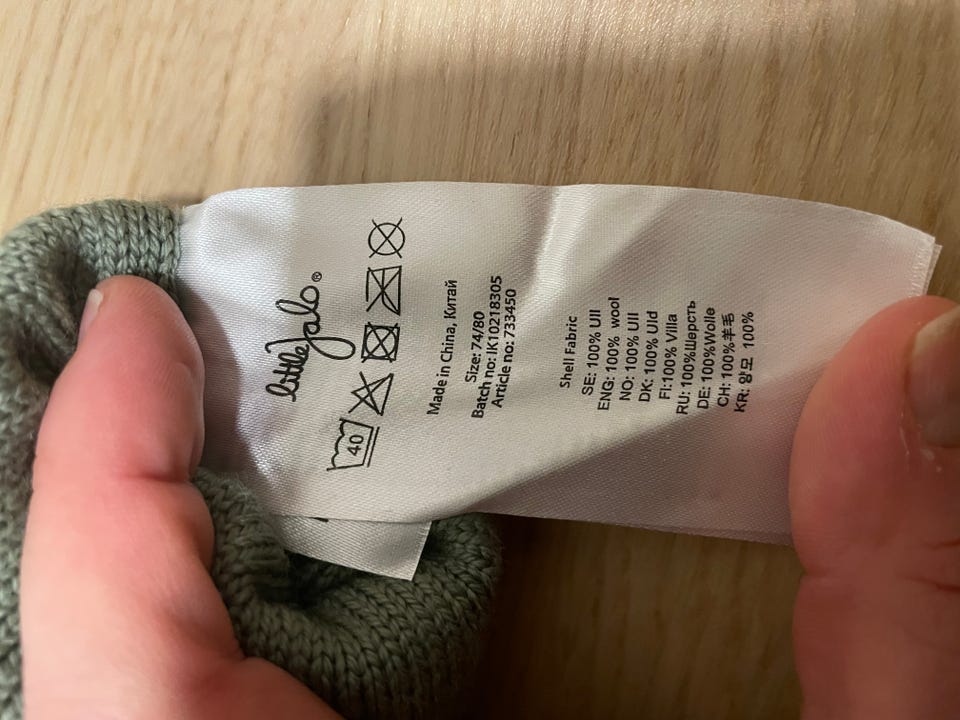 little Jalo®
40
Made in China, Китай
Size: 74/80
Batch no: IK10218305
Article no: 733450
Shell Fabric
SE: 100% Ull
ENG: 100% wool
NO: 100% Ull
DK: 100% Uld
FI:100% Villa
RU: 100%Шерсть
DE: 100%Wolle
CH: 100%羊毛
KR: 양모 100%